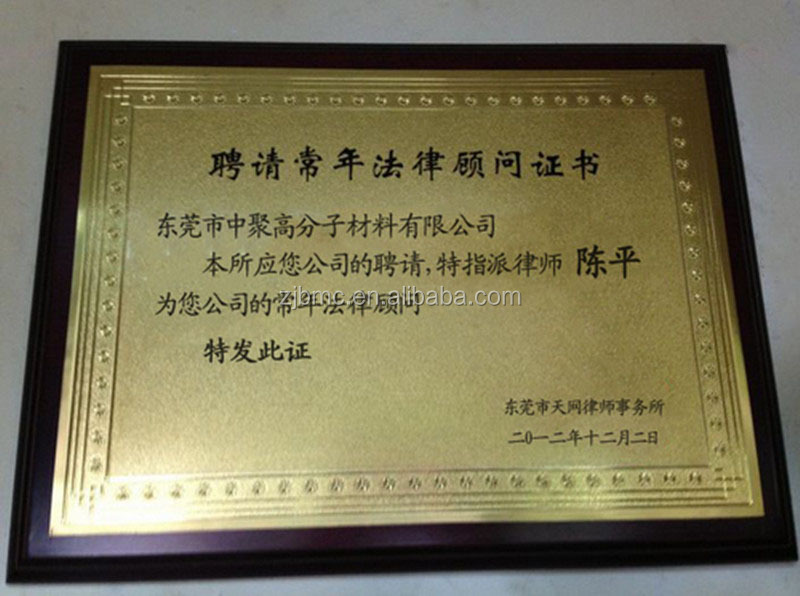 聘请常年法律顾问证书
东莞市中聚高分子材料有限公司
本所应您公司的聘请,特指派律师 陈平
zjbmc.en.alibaba.com
为您公司的常年法律顾问
特发此证
东莞市天网律师事务所
二〇一二年十二月二日